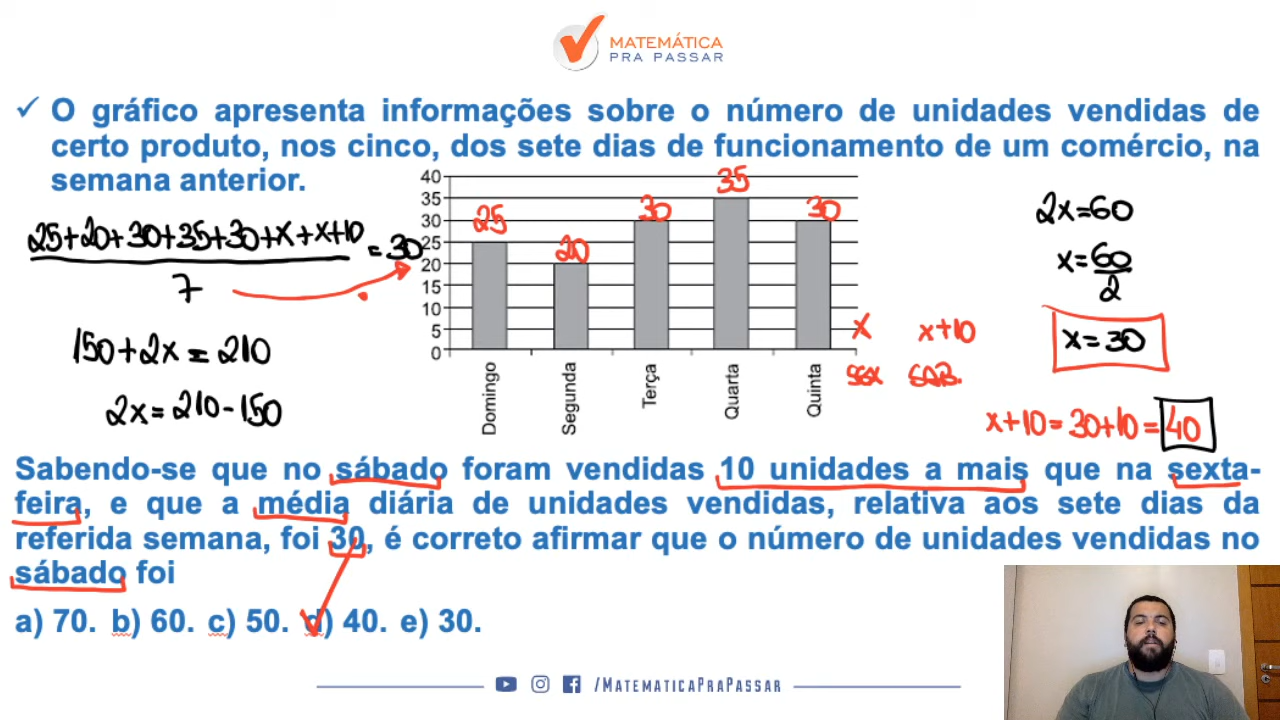 MATEMÁTICA
PRA PASSAR
✓ O gráfico apresenta informações sobre o número de unidades vendidas de
certo produto, nos cinco, dos sete dias de funcionamento de um comércio, na
semana anterior.
25+20+30+35+30+x+x+10 = 30
7
150+2x=210
2x=210-150
40
35
30
25
20
15
10
5
0
25
20
30
35
30
x
x+10
Domingo
Segunda
Terça
Quarta
Quinta
SEX
SAB.
2x=60
x=60
2
x=30
x+10=30+10=40
Sabendo-se que no sábado foram vendidas 10 unidades a mais que na sexta-
feira, e que a média diária de unidades vendidas, relativa aos sete dias da
referida semana, foi 30, é correto afirmar que o número de unidades vendidas no
sábado foi
a) 70. b) 60. c) 50. d) 40. e) 30.
/MATEMATICAPRAPASSAR